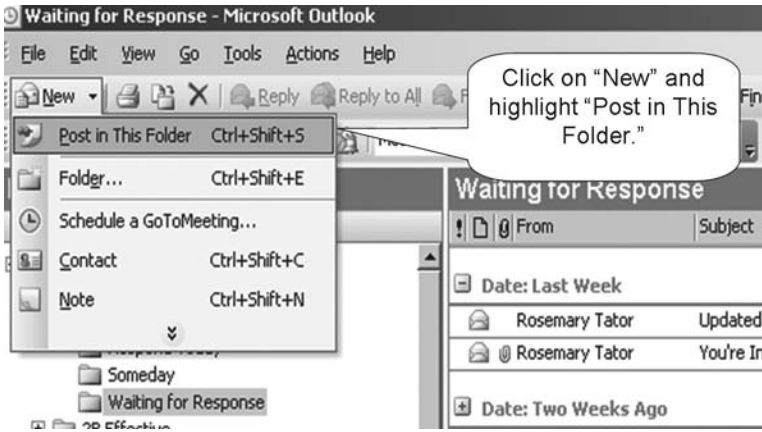 Waiting for Response - Microsoft Outlook
File Edit View Go Tools Actions Help
New Reply Reply to All
Click on “New” and
highlight “Post in This
Folder.”
Post in This Folder Ctrl+Shift+S
Folder... Ctrl+Shift+E
Schedule a GoToMeeting...
Contact Ctrl+Shift+C
Note Ctrl+Shift+N
Someday
Waiting for Response
Waiting for Response
From Subject
Date: Last Week
Rosemary Tator Updated
Rosemary Tator You're In
Date: Two Weeks Ago